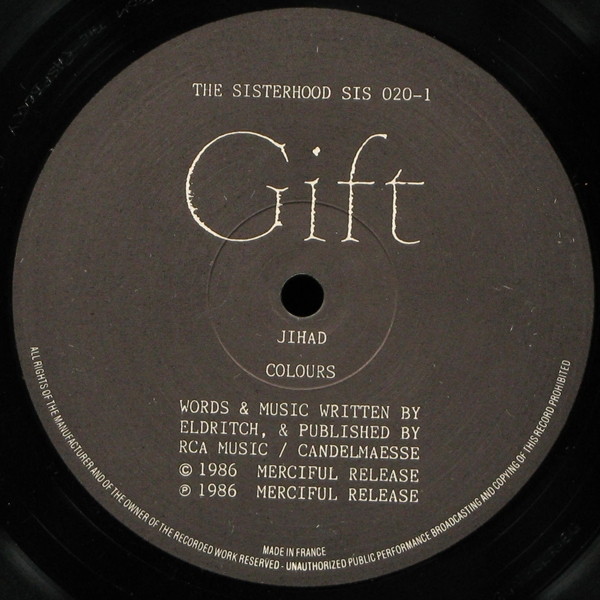 THE SISTERHOOD SIS 020-1
Gift
JIHAD
COLOURS
WORDS & MUSIC WRITTEN BY
ELDRITCH, & PUBLISHED BY
RCA MUSIC / CANDELMAESSE
© 1986 MERCIFUL RELEASE
℗ 1986 MERCIFUL RELEASE
MADE IN FRANCE
ALL RIGHTS OF THE MANUFACTURER AND OF THE OWNER OF THE RECORDED WORK RESERVED - UNAUTHORIZED PUBLIC PERFORMANCE BROADCASTING AND COPYING OF THIS RECORD PROHIBITED